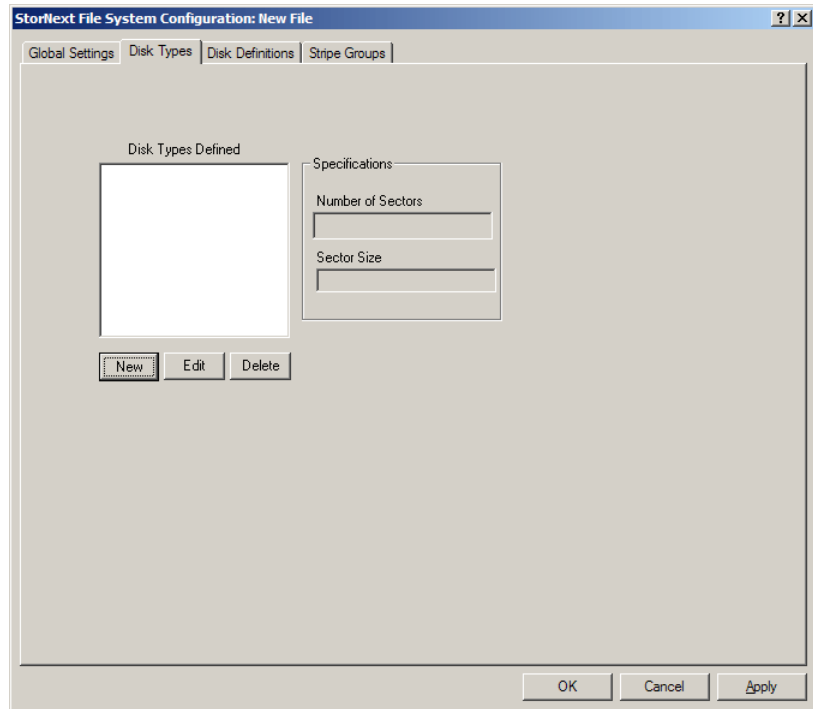 StorNext File System Configuration: New File
Global Settings Disk Types Disk Definitions Stripe Groups
Disk Types Defined
Specifications
Number of Sectors
Sector Size
New Edit Delete
OK Cancel Apply